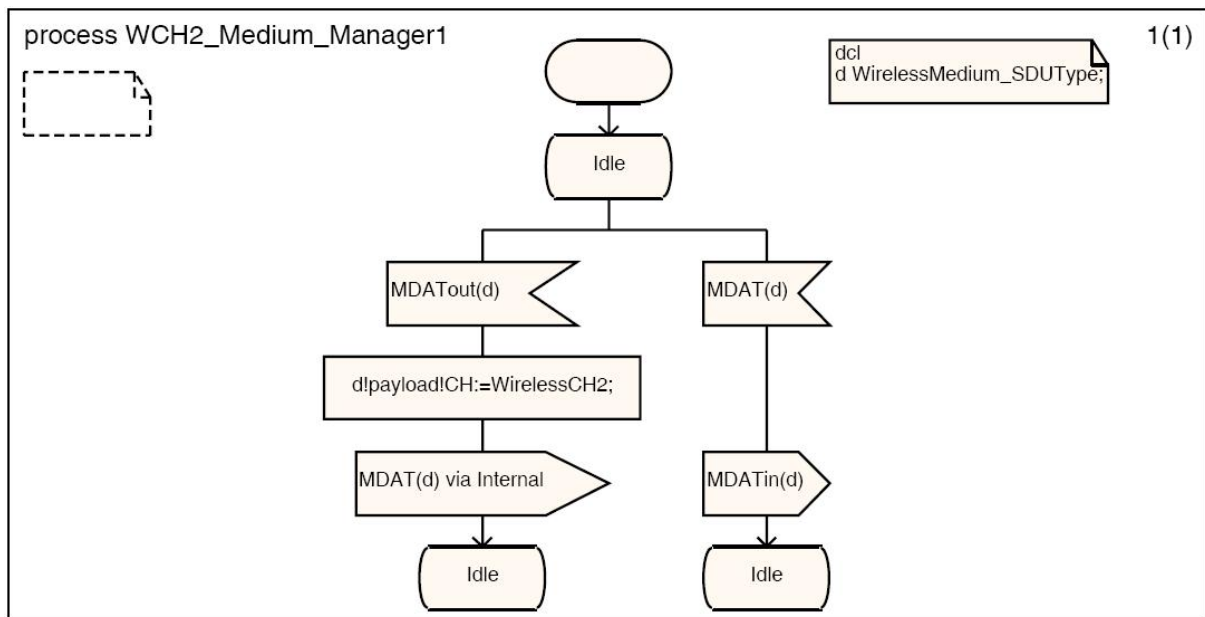 process WCH2_Medium_Manager1
1(1)
dcl
d WirelessMedium_SDUType;
Idle
MDATout(d)
MDAT(d)
d!payload!CH:=WirelessCH2;
MDAT(d) via Internal
MDATin(d)
Idle
Idle